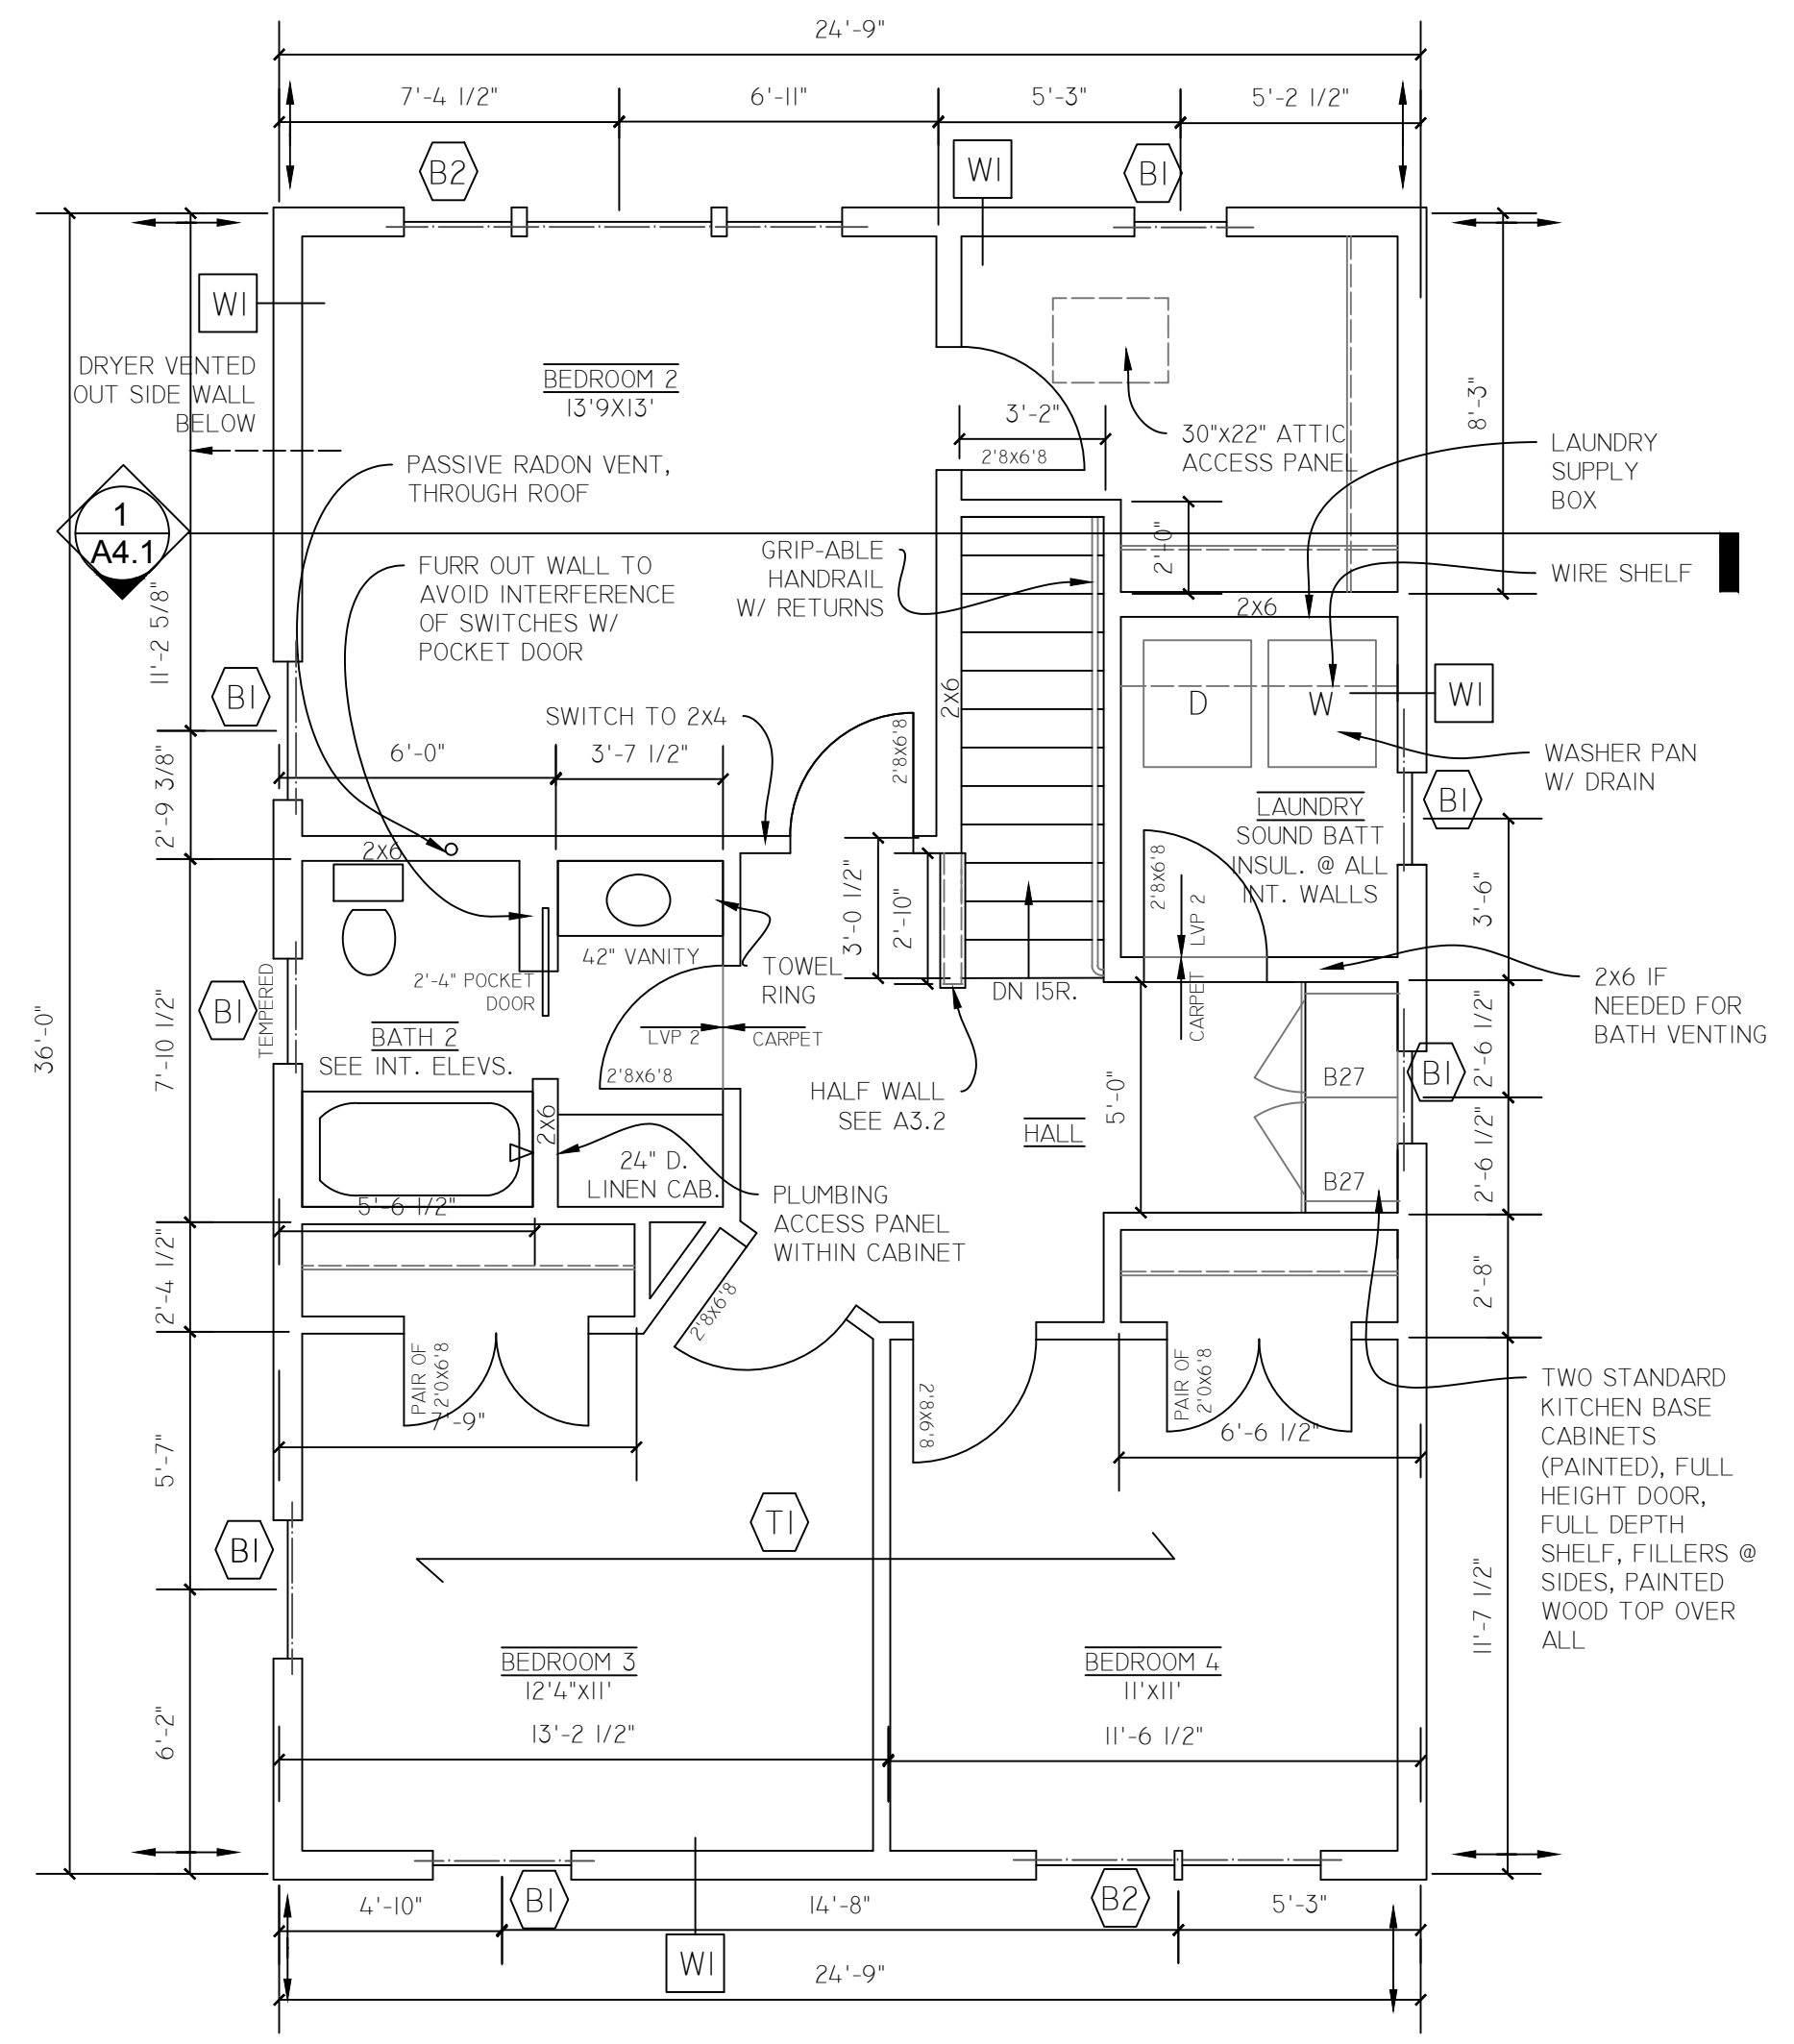 24'-9"
7'-4 1/2"
6'-11"
5'-3"
5'-2 1/2"
B2
W1
B1
W1
DRYER VENTED
OUT SIDE WALL
BELOW
BEDROOM 2
13'9X13'
3'-2"
2'8x6'8
30"x22" ATTIC
ACCESS PANEL
8'-3"
LAUNDRY
SUPPLY
BOX
PASSIVE RADON VENT,
THROUGH ROOF
1
A4.1
FURR OUT WALL TO
AVOID INTERFERENCE
OF SWITCHES W/
POCKET DOOR
GRIP-ABLE
HANDRAIL
W/ RETURNS
2'-0"
WIRE SHELF
2x6
11'-2 5/8"
B1
2x6
D
W
W1
SWITCH TO 2x4
6'-0"
3'-7 1/2"
2'8x6'8
WASHER PAN
W/ DRAIN
2'-9 3/8"
B1
LAUNDRY
SOUND BATT
INSUL. @ ALL
INT. WALLS
2x6
2'8x6'8
LVP 2
CARPET
3'-0 1/2"
2'-10"
3'-6"
42" VANITY
TOWEL
RING
2'-4" POCKET
DOOR
DN 15R.
2x6 IF
NEEDED FOR
BATH VENTING
36'-0"
7'-10 1/2"
B1
TEMPERED
BATH 2
SEE INT. ELEVS.
LVP 2
CARPET
2'8x6'8
HALF WALL
SEE A3.2
HALL
5'-0"
B27
B1
2'-6 1/2"
2x6
24" D.
LINEN CAB.
B27
2'-6 1/2"
5'-6 1/2"
PLUMBING
ACCESS PANEL
WITHIN CABINET
2'-4 1/2"
2'8x6'8
2'-8"
PAIR OF
2'0x6'8
7'-9"
2'8x6'8
PAIR OF
2'0x6'8
6'-6 1/2"
TWO STANDARD
KITCHEN BASE
CABINETS
(PAINTED), FULL
HEIGHT DOOR,
FULL DEPTH
SHELF, FILLERS @
SIDES, PAINTED
WOOD TOP OVER
ALL
5'-7"
B1
T1
11'-7 1/2"
BEDROOM 3
12'4"x11'
BEDROOM 4
11'x11'
6'-2"
13'-2 1/2"
11'-6 1/2"
4'-10"
B1
14'-8"
B2
5'-3"
W1
24'-9"